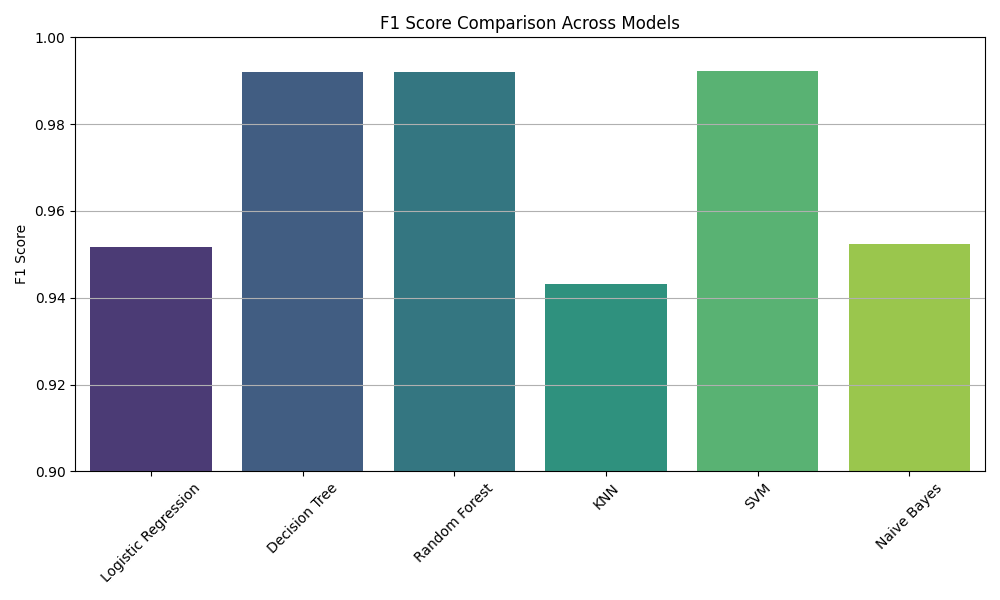 F1 Score Comparison Across Models
F1 Score
1.00
0.98
0.96
0.94
0.92
0.90
Logistic Regression
Decision Tree
Random Forest
KNN
SVM
Naive Bayes